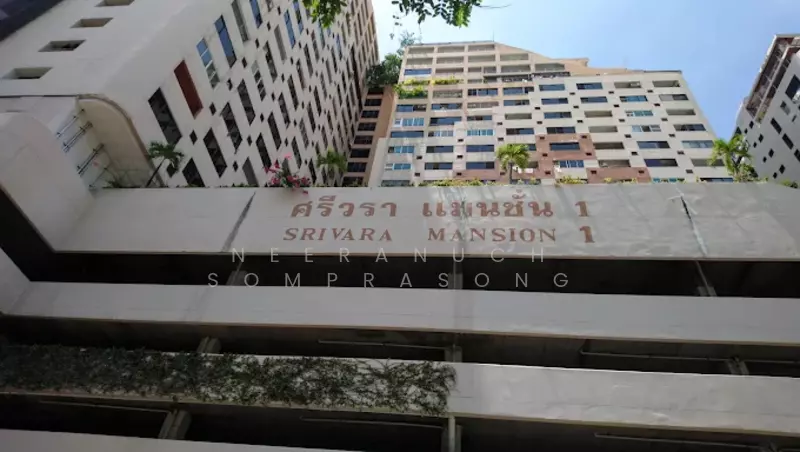 ศรีวรา แมนชั่น 1
SRIVARA MANSION 1
NEERANUCH
SOMPRASONG